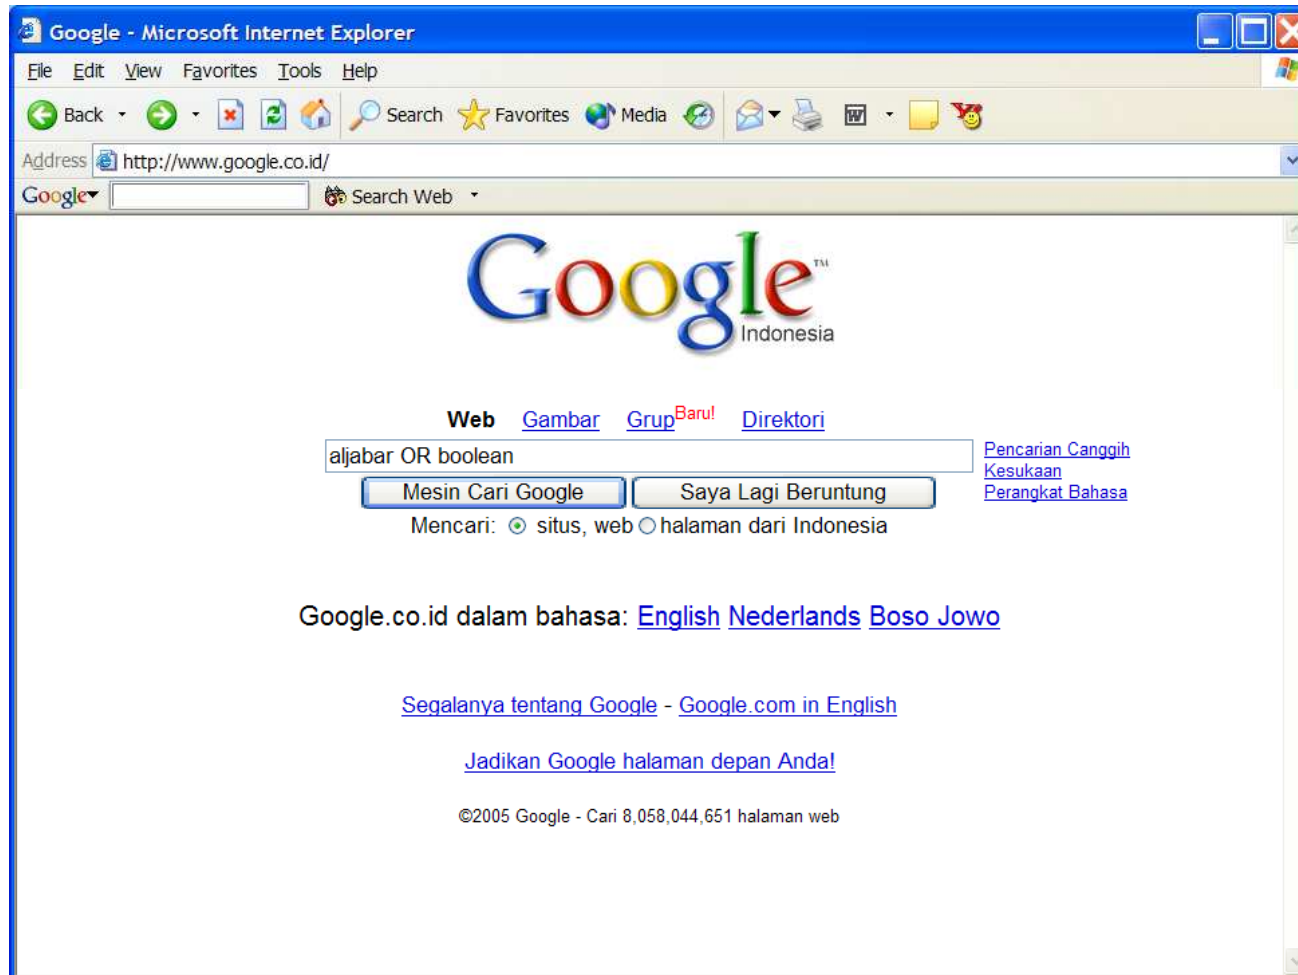 Google - Microsoft Internet Explorer
File Edit View Favorites Tools Help
Back Search Favorites Media
Address http://www.google.co.id/
Google Search Web
Google™
Indonesia
Web Gambar Grup Baru! Direktori
aljabar OR boolean
Pencarian Canggih
Kesukaan
Perangkat Bahasa
Mesin Cari Google Saya Lagi Beruntung
Mencari: situs, web halaman dari Indonesia
Google.co.id dalam bahasa: English Nederlands Boso Jowo
Segalanya tentang Google - Google.com in English
Jadikan Google halaman depan Anda!
©2005 Google - Cari 8,058,044,651 halaman web